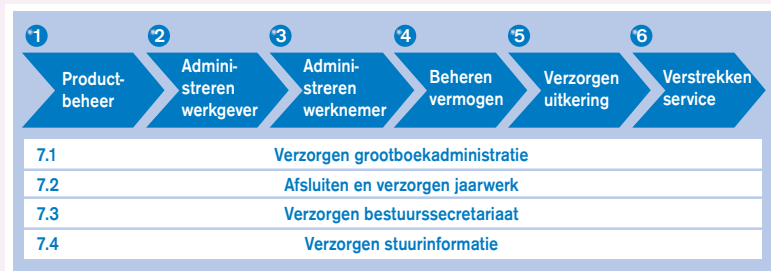 1 2 3 4 5 6
Product-
beheer
Admini-
streren
werkgever
Admini-
streren
werknemer
Beheren
vermogen
Verzorgen
uitkering
Verstrekken
service
7.1 Verzorgen grootboekadministratie
7.2 Afsluiten en verzorgen jaarwerk
7.3 Verzorgen bestuurssecretariaat
7.4 Verzorgen stuurinformatie